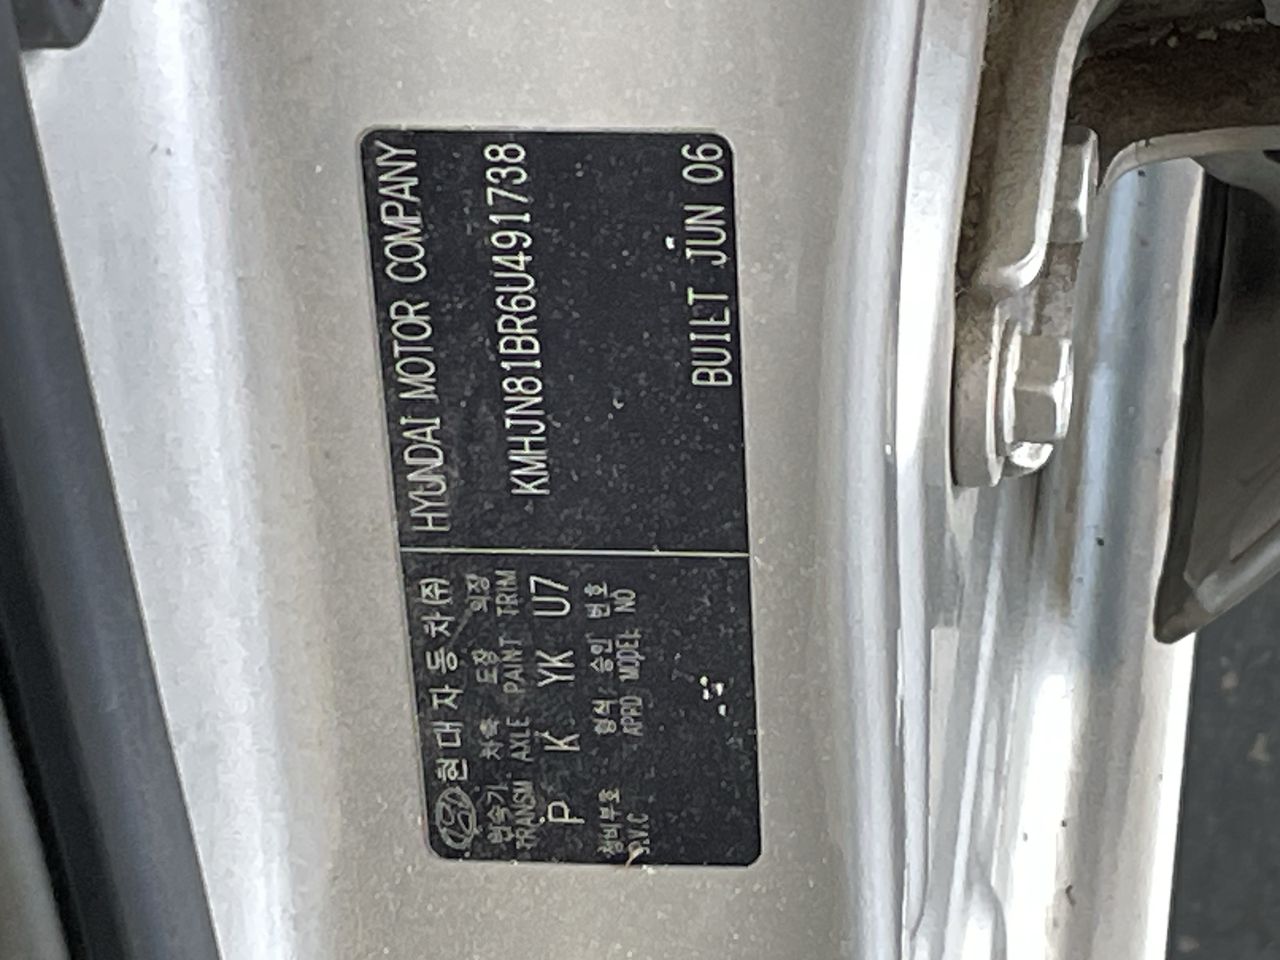 현대자동차(주)
변속기 차축 도장 의장
TRANSM AXLE PAINT TRIM
P K YK U7
정비부호 형식 승인 번호
S.V.C APRD MODEL NO
HYUNDAI MOTOR COMPANY
KMHJN81BR6U491738
BUILT JUN 06